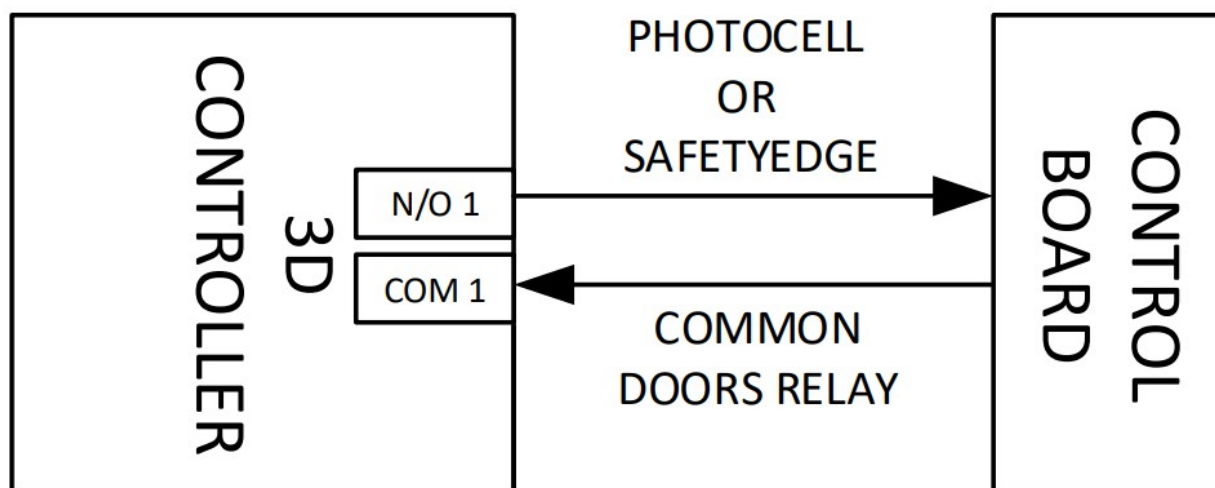 CONTROLLER
3D
N/O 1
COM 1
PHOTOCELL
OR
SAFETYEDGE
COMMON
DOORS RELAY
CONTROL
BOARD